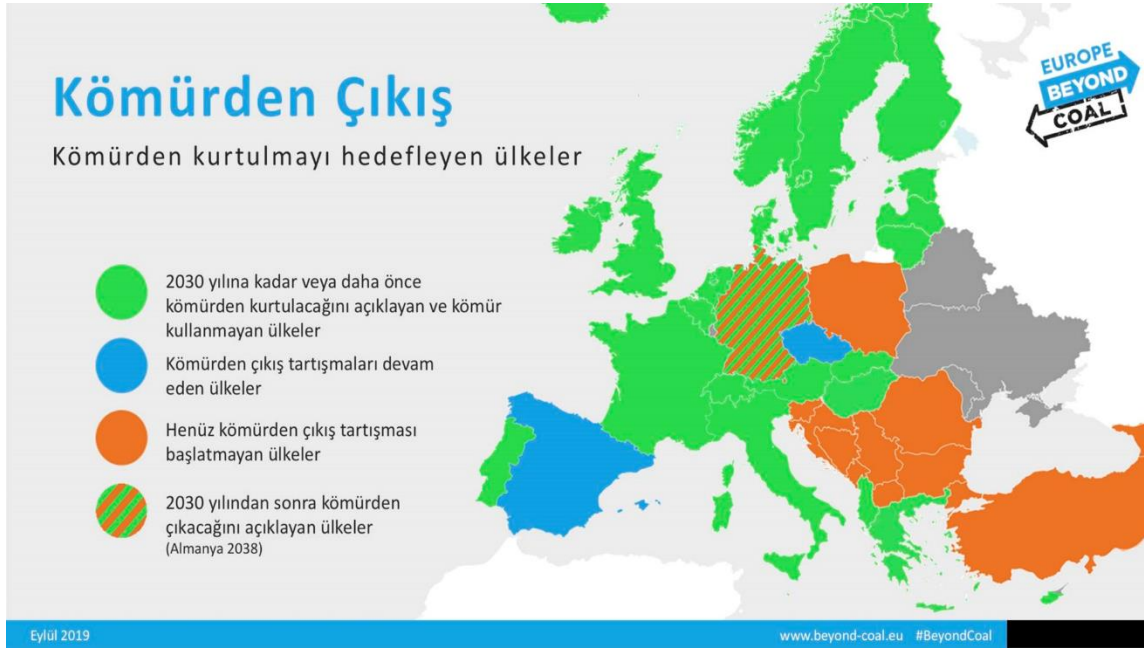 Kömürden Çıkış
Kömürden kurtulmayı hedefleyen ülkeler
EUROPE
BEYOND
COAL
2030 yılına kadar veya daha önce
kömürden kurtulacağını açıklayan ve kömür
kullanmayan ülkeler
Kömürden çıkış tartışmaları devam
eden ülkeler
Henüz kömürden çıkış tartışması
başlatmayan ülkeler
2030 yılından sonra kömürden
çıkacağını açıklayan ülkeler
(Almanya 2038)
Eylül 2019
www.beyond-coal.eu #BeyondCoal